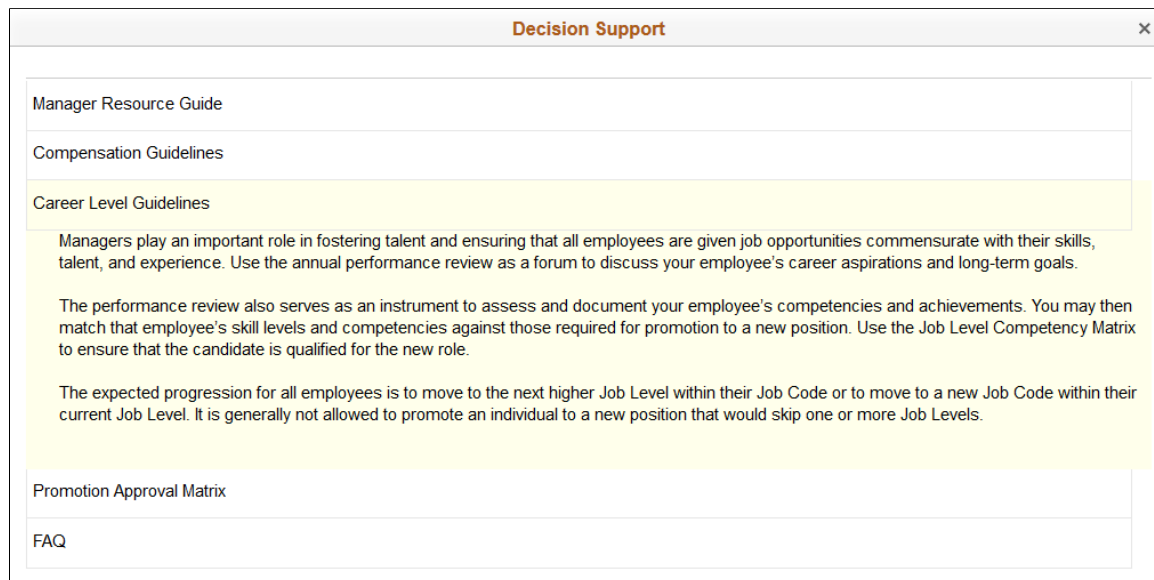 Decision Support
×
Manager Resource Guide
Compensation Guidelines
Career Level Guidelines
Managers play an important role in fostering talent and ensuring that all employees are given job opportunities commensurate with their skills,
talent, and experience. Use the annual performance review as a forum to discuss your employee’s career aspirations and long-term goals.
The performance review also serves as an instrument to assess and document your employee’s competencies and achievements. You may then
match that employee’s skill levels and competencies against those required for promotion to a new position. Use the Job Level Competency Matrix
to ensure that the candidate is qualified for the new role.
The expected progression for all employees is to move to the next higher Job Level within their Job Code or to move to a new Job Code within their
current Job Level. It is generally not allowed to promote an individual to a new position that would skip one or more Job Levels.
Promotion Approval Matrix
FAQ